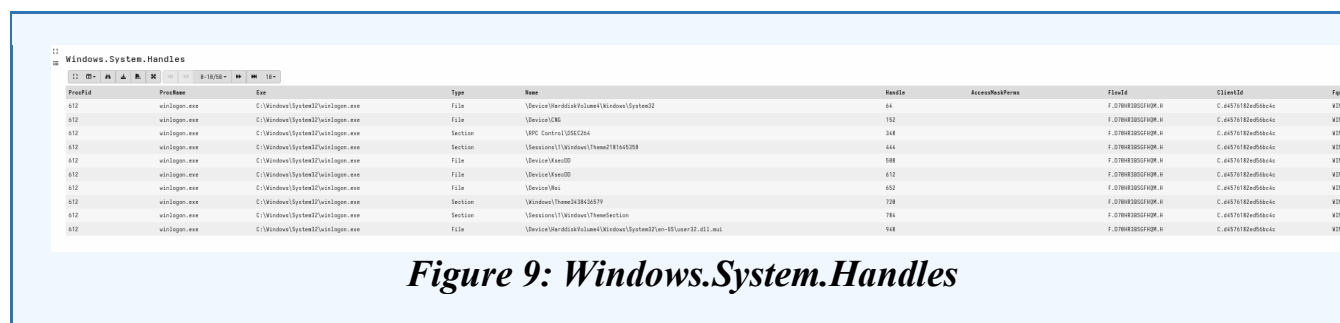 Windows.System.Handles
0-10/50 10
ProcPid ProcName Exe Type Name Handle AccessMaskPerms FlowId ClientId
612 winlogon.exe C:\Windows\System32\winlogon.exe File \Device\HarddiskVolume4\Windows\System32 64
612 winlogon.exe C:\Windows\System32\winlogon.exe File \Device\CNG 152
612 winlogon.exe C:\Windows\System32\winlogon.exe Section \RPC Control\DSEC264 340
612 winlogon.exe C:\Windows\System32\winlogon.exe Section 444
612 winlogon.exe C:\Windows\System32\winlogon.exe File \Device\KsecDD 508
612 winlogon.exe C:\Windows\System32\winlogon.exe File \Device\KsecDD 612
612 winlogon.exe C:\Windows\System32\winlogon.exe File \Device\Nsi 652
612 winlogon.exe C:\Windows\System32\winlogon.exe Section 720
612 winlogon.exe C:\Windows\System32\winlogon.exe Section \Sessions\1\Windows\ThemeSection 784
612 winlogon.exe C:\Windows\System32\winlogon.exe File \Device\HarddiskVolume4\Windows\System32\en-US\user32.dll.mui 940
Figure 9: Windows.System.Handles